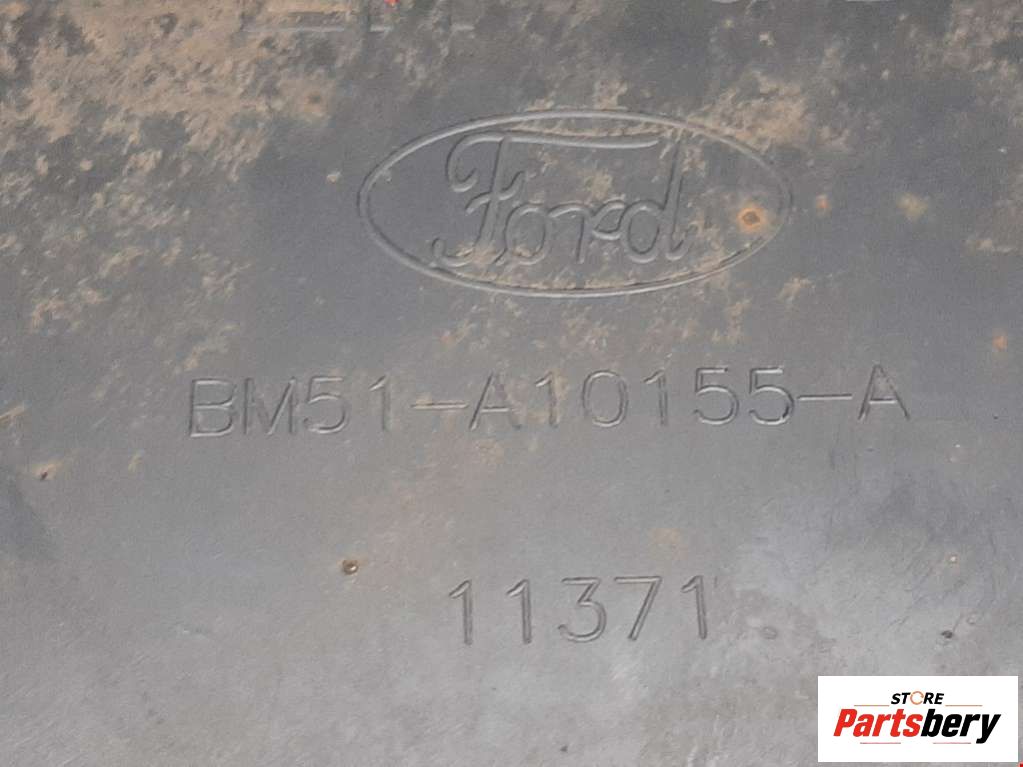 Ford
BM51-A10155-A
11371
STORE
Partsbery